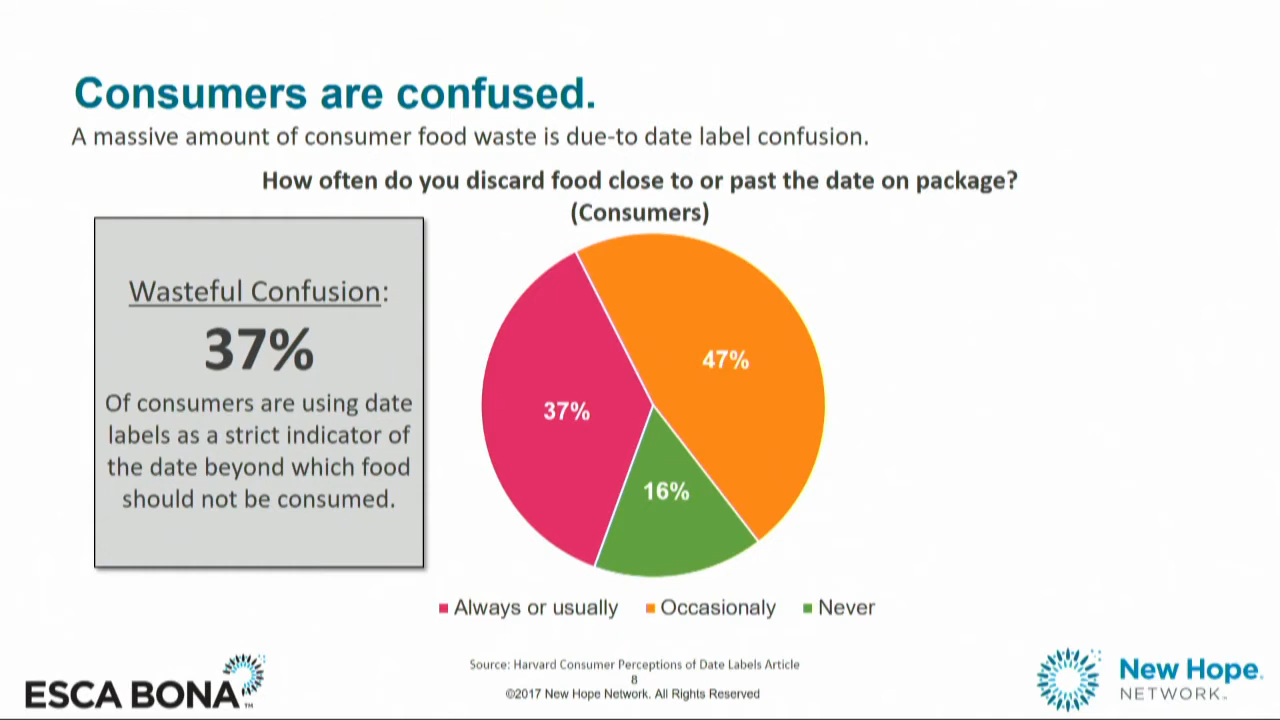 Consumers are confused.
A massive amount of consumer food waste is due-to date label confusion.
How often do you discard food close to or past the date on package?
(Consumers)
Wasteful Confusion:
37%
Of consumers are using date
labels as a strict indicator of
the date beyond which food
should not be consumed.
47%
37%
16%
Always or usually
Occasionaly
Never
Source: Harvard Consumer Perceptions of Date Labels Article
8
©2017 New Hope Network. All Rights Reserved
ESCA BONA™
New Hope.
NETWORK™